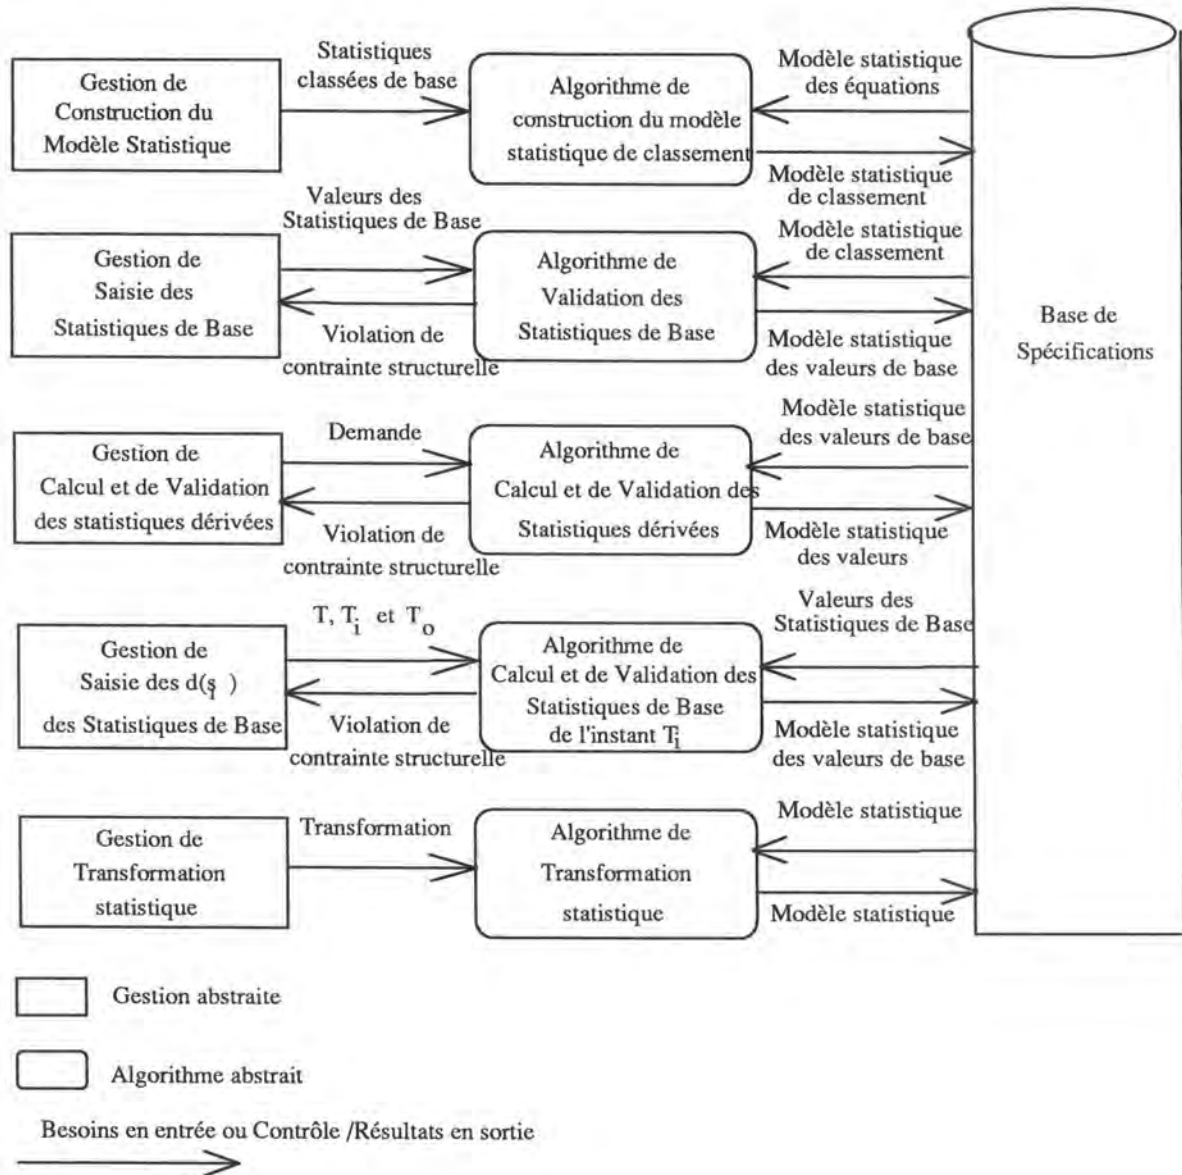 Gestion de
Construction du
Modèle Statistique
Statistiques
classées de base
Algorithme de
construction du modèle
statistique de classement
Modèle statistique
des équations
Modèle statistique
de classement
Gestion de
Saisie des
Statistiques de Base
Valeurs des
Statistiques de Base
Violation de
contrainte structurelle
Algorithme de
Validation des
Statistiques de Base
Modèle statistique
de classement
Modèle statistique
des valeurs de base
Base de
Spécifications
Gestion de
Calcul et de Validation
des statistiques dérivées
Demande
Violation de
contrainte structurelle
Algorithme de
Calcul et de Validation des
Statistiques dérivées
Modèle statistique
des valeurs de base
Modèle statistique
des valeurs
Gestion de
Saisie des d(s_i )
des Statistiques de Base
T, T_i et T_o
Violation de
contrainte structurelle
Algorithme de
Calcul et de Validation des
Statistiques de Base
de l'instant T_i
Valeurs des
Statistiques de Base
Modèle statistique
des valeurs de base
Gestion de
Transformation
statistique
Transformation
Algorithme de
Transformation
statistique
Modèle statistique
Modèle statistique
Gestion abstraite
Algorithme abstrait
Besoins en entrée ou Contrôle /Résultats en sortie